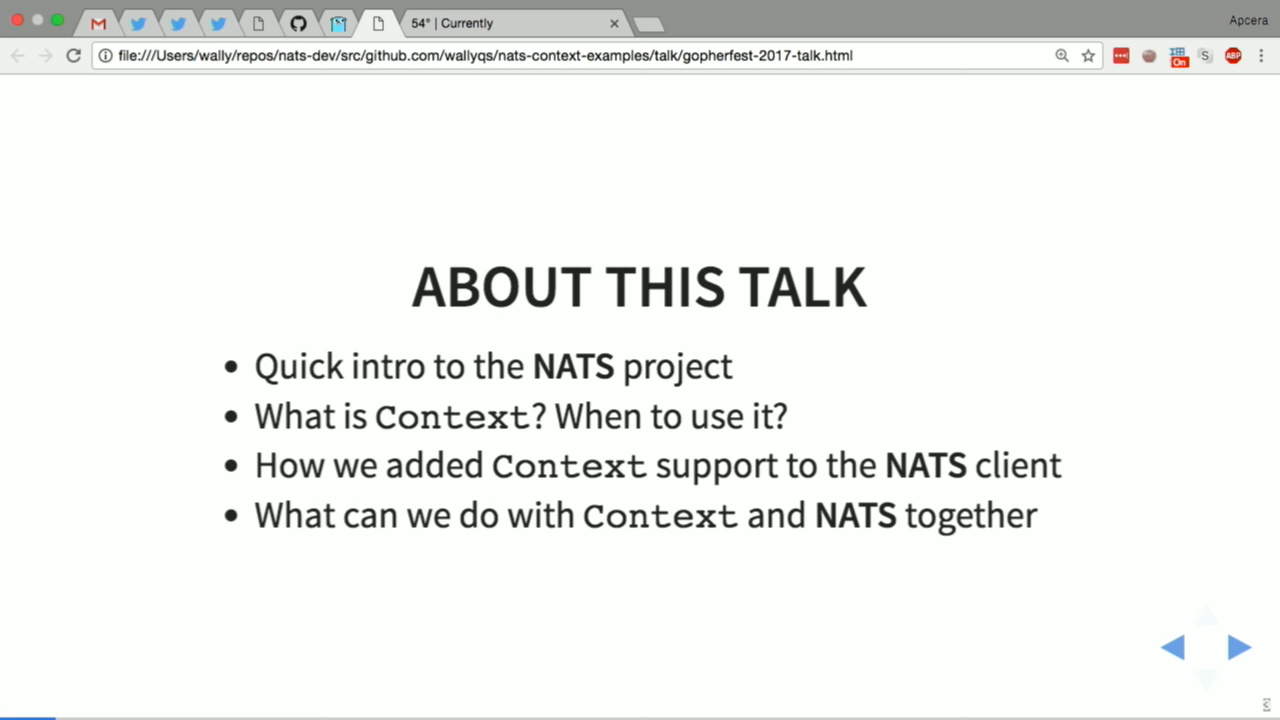 54° | Currently
Apcera
file:///Users/wally/repos/nats-dev/src/github.com/wallyqs/nats-context-examples/talk/gopherfest-2017-talk.html
On
S
ABP
ABOUT THIS TALK
• Quick intro to the NATS project
• What is Context? When to use it?
• How we added Context support to the NATS client
• What can we do with Context and NATS together